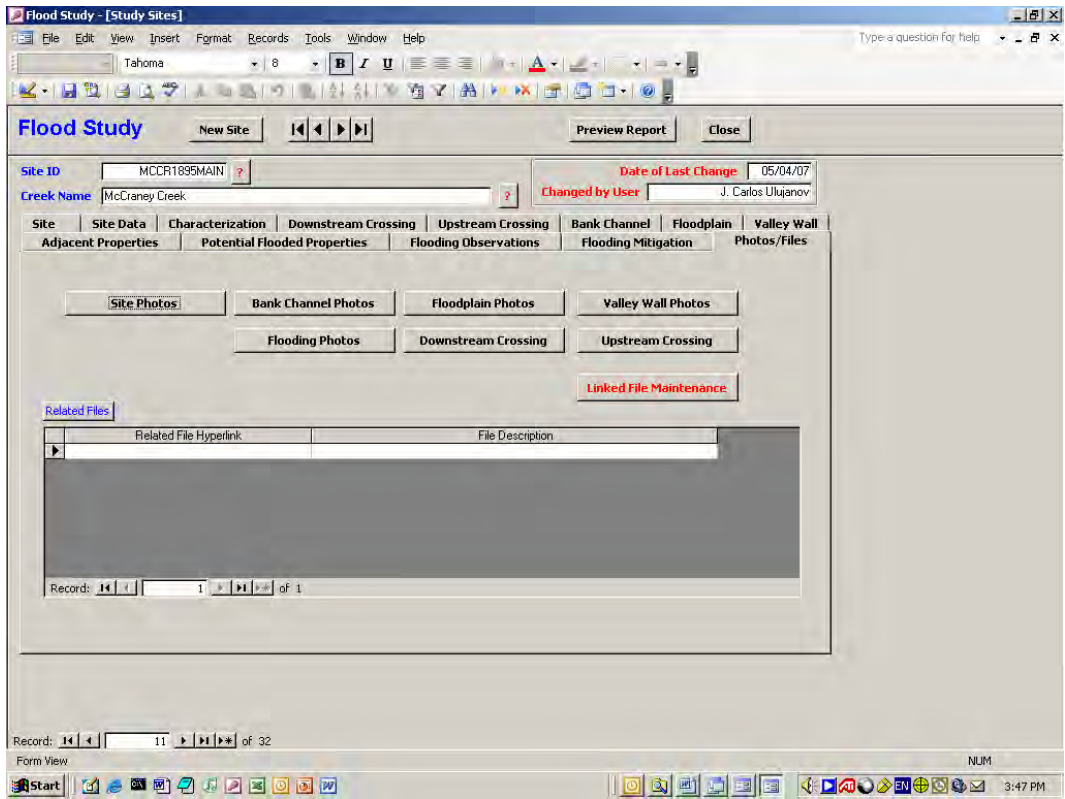 Flood Study - [Study Sites]
File Edit View Insert Format Records Tools Window Help Type a question for help
Tahoma 8 B I U A
Flood Study New Site Preview Report Close
Site ID MCCR1895MAIN ? Date of Last Change 05/04/07
Creek Name McCraney Creek ? Changed by User J. Carlos Ulujanov
Site Site Data Characterization Downstream Crossing Upstream Crossing Bank Channel Floodplain Valley Wall
Adjacent Properties Potential Flooded Properties Flooding Observations Flooding Mitigation Photos/Files
Site Photos Bank Channel Photos Floodplain Photos Valley Wall Photos
Flooding Photos Downstream Crossing Upstream Crossing
Linked File Maintenance
Related Files
Related File Hyperlink File Description
Record: 1 of 1
Record: 11 of 32
Form View NUM
Start EN 3:47 PM